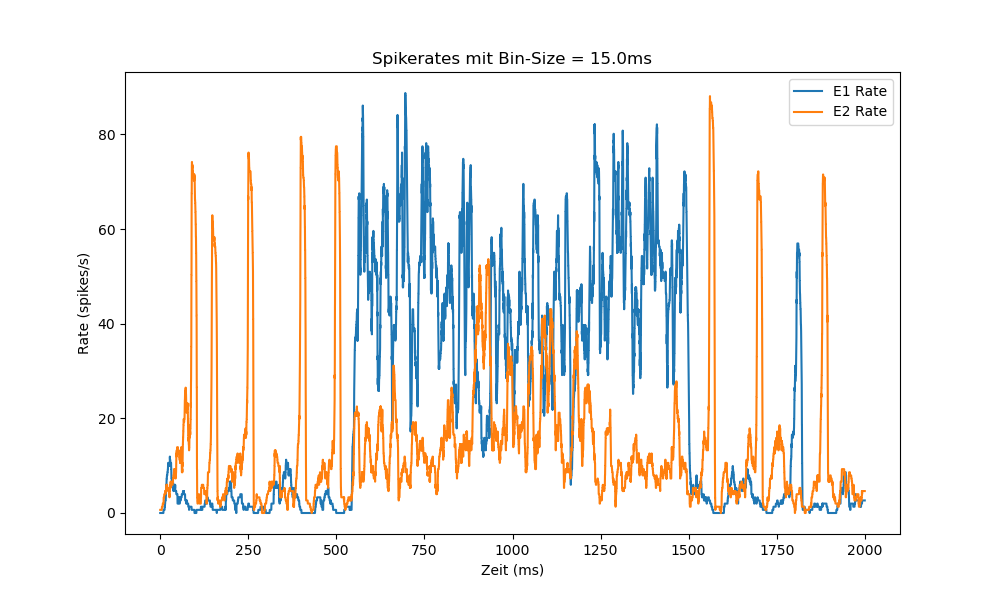 Spikerates mit Bin-Size = 15.0ms
E1 Rate
E2 Rate
80
60
40
20
0
Rate (spikes/s)
0 250 500 750 1000 1250 1500 1750 2000
Zeit (ms)